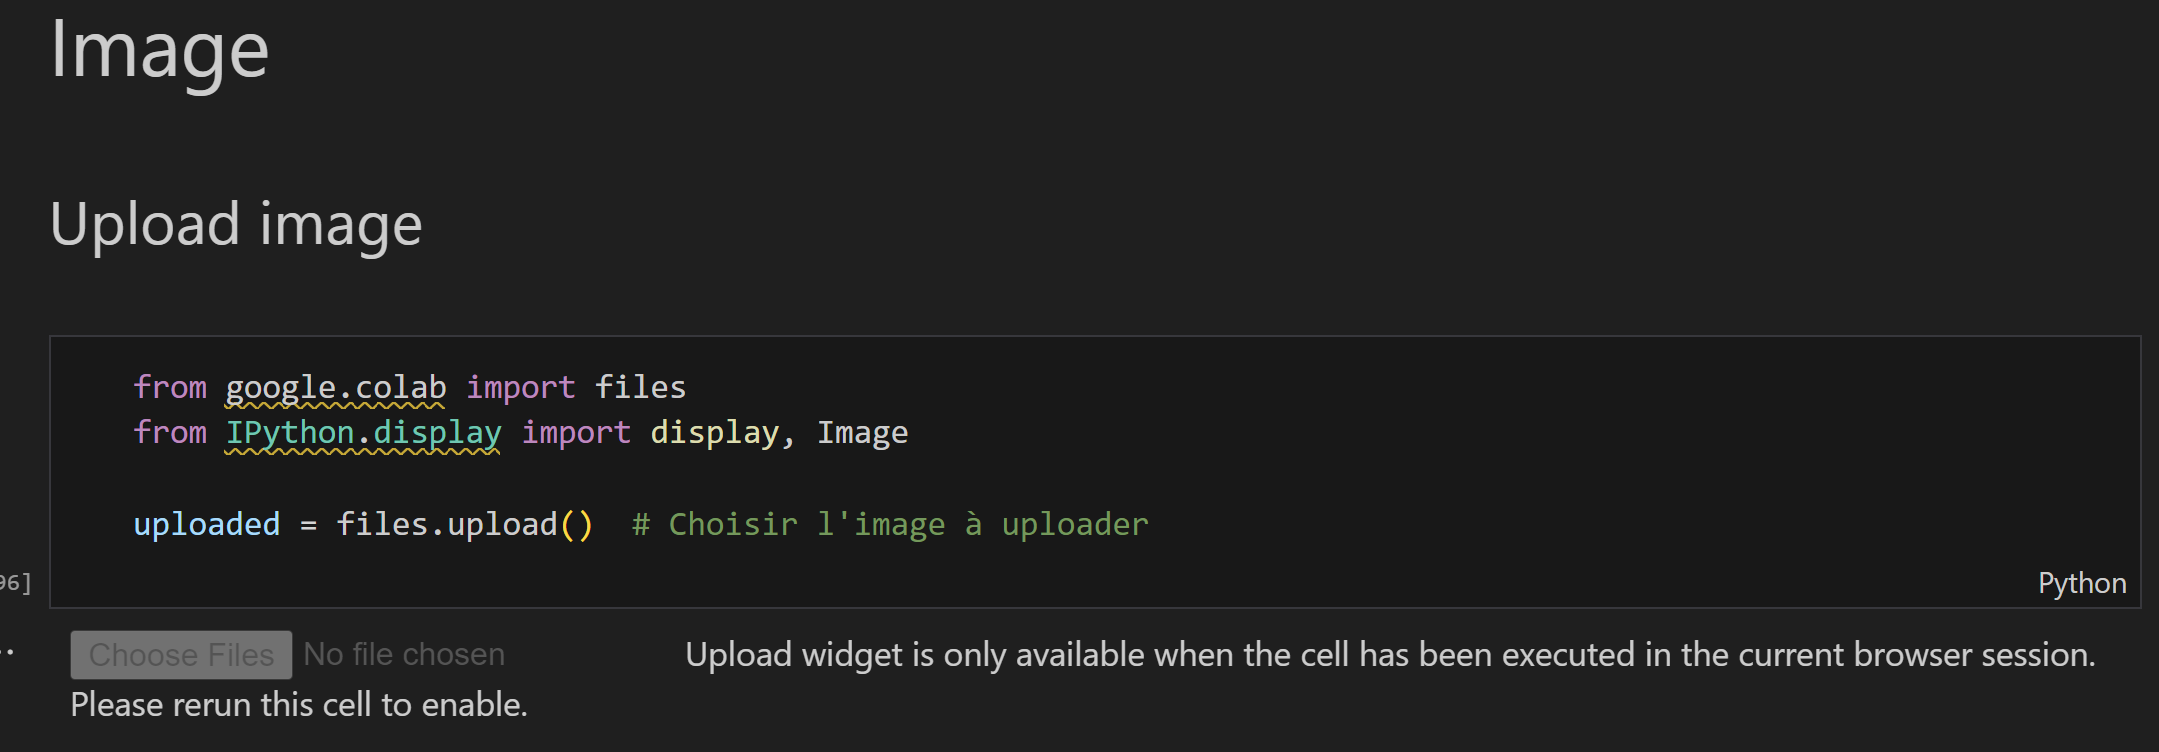 Image
Upload image
from google.colab import files
from IPython.display import display, Image
uploaded = files.upload()  # Choisir l'image à uploader
96]
Python
Choose Files No file chosen Upload widget is only available when the cell has been executed in the current browser session.
Please rerun this cell to enable.